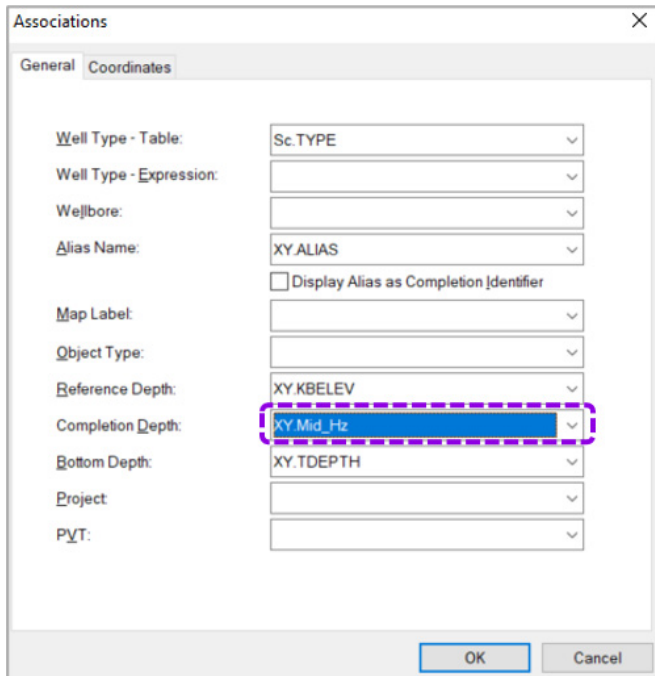 Associations
General Coordinates
Well Type - Table: Sc.TYPE
Well Type - Expression:
Wellbore:
Alias Name: XY.ALIAS
Display Alias as Completion Identifier
Map Label:
Object Type:
Reference Depth: XY.KBELEV
Completion Depth: XY.Mid_Hz
Bottom Depth: XY.TDEPTH
Project:
PVT:
OK Cancel